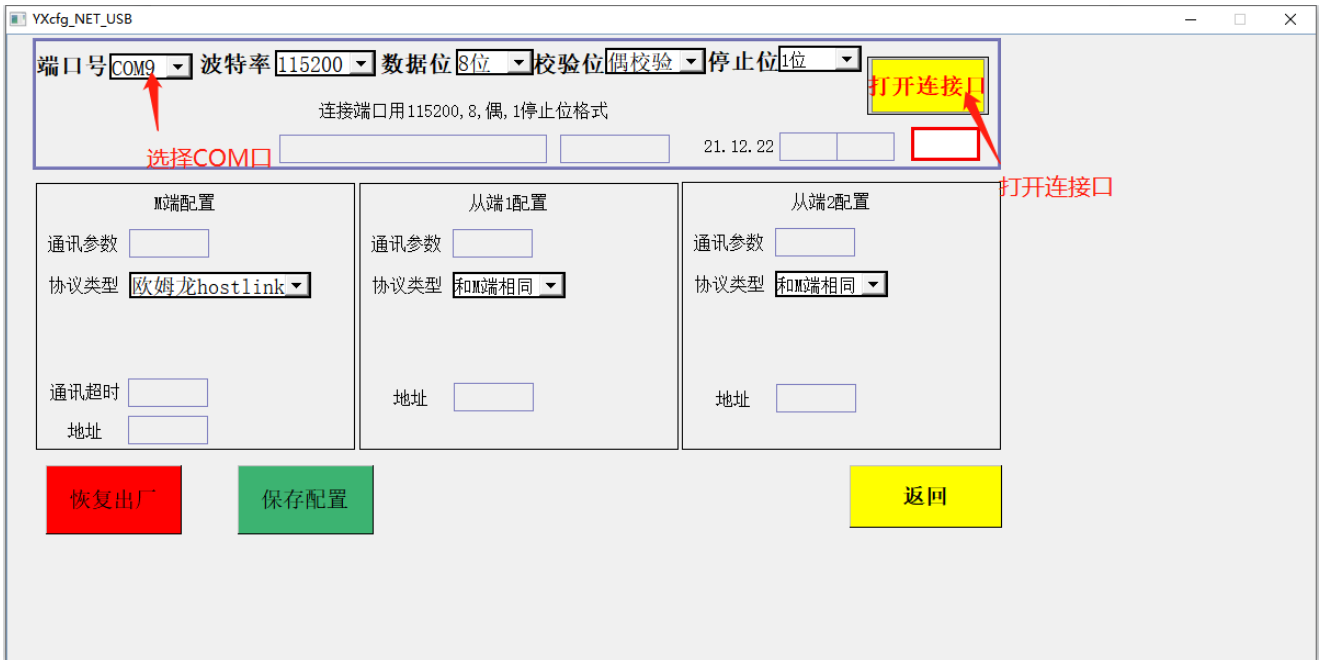 YXcfg_NET_USB
端口号 COM9 波特率 115200 数据位 8位 校验位 偶校验 停止位 1位 打开连接口
连接端口用115200,8,偶,1停止位格式
选择COM口 21.12.22
打开连接口
M端配置
通讯参数
协议类型 欧姆龙hostlink
通讯超时
地址
从端1配置
通讯参数
协议类型 和M端相同
地址
从端2配置
通讯参数
协议类型 和M端相同
地址
恢复出厂 保存配置 返回